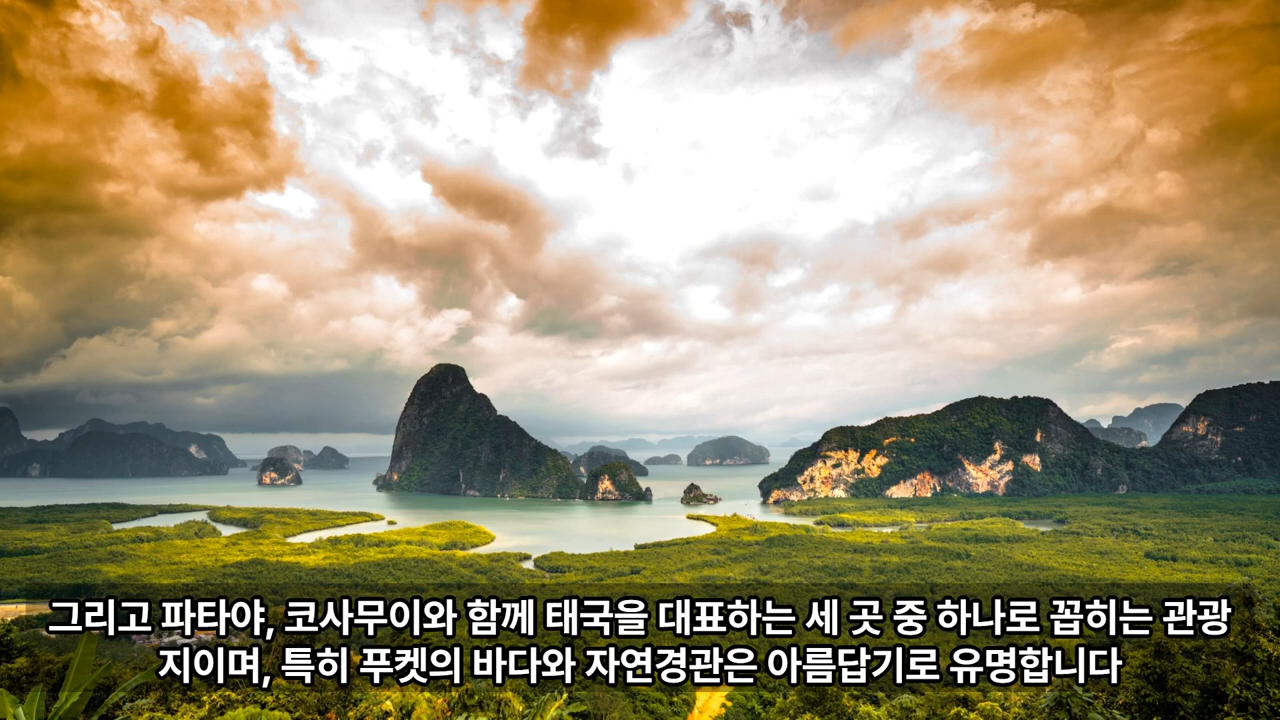 그리고 파타야, 코사무이와 함께 태국을 대표하는 세 곳 중 하나로 꼽히는 관광
지이며, 특히 푸켓의 바다와 자연경관은 아름답기로 유명합니다